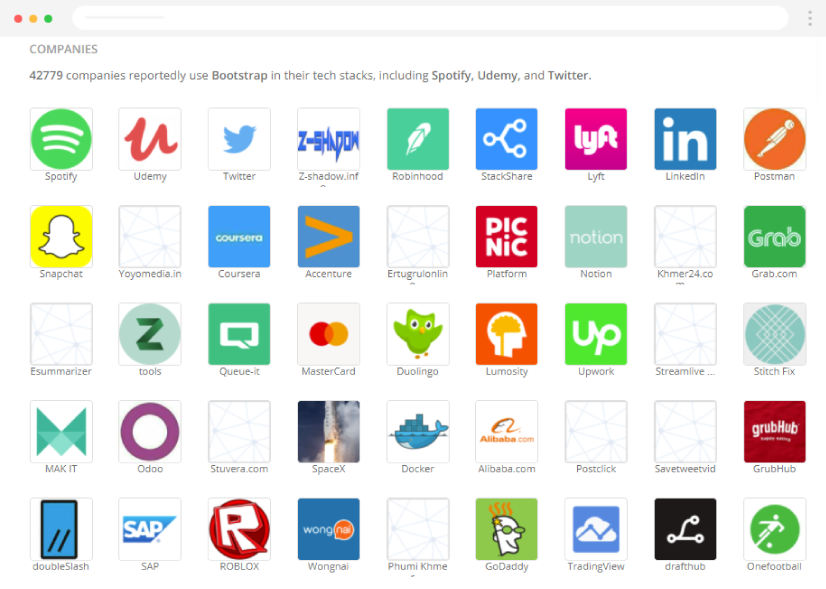 COMPANIES
42779 companies reportedly use Bootstrap in their tech stacks, including Spotify, Udemy, and Twitter.
Z-SHADOW
lyft
in
Spotify
Udemy
Twitter
Z-shadow.inf
Robinhood
StackShare
Lyft
LinkedIn
Postman
coursera
PIC
NIC
notion
Grab
Snapchat
Yoyomedia.in
Coursera
Accenture
Ertugrulonlin
Platform
Notion
Khmer24.co
m
Grab.com
Z
up
Esummarizer
tools
Queue-it
MasterCard
Duolingo
Lumosity
Upwork
Streamlive ...
Stitch Fix
Alibaba.com
grubHub
happy eating
MAK IT
Odoo
Stuvera.com
SpaceX
Docker
Alibaba.com
Postclick
Savetweetvid
GrubHub
SAP
R
wongnai
doubleSlash
SAP
ROBLOX
Wongnai
Phumi Khme
GoDaddy
TradingView
drafthub
Onefootball